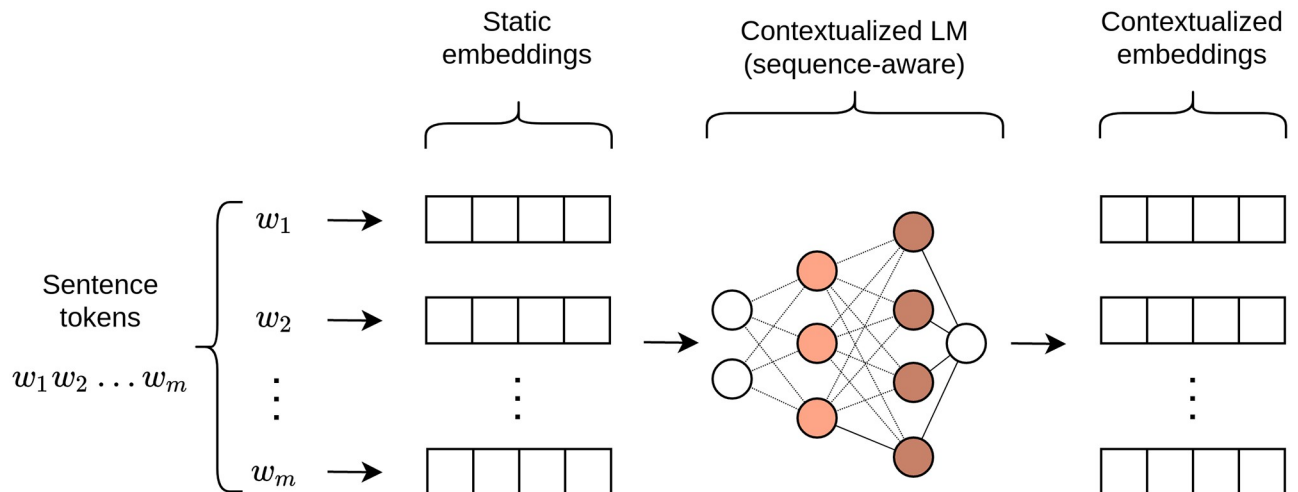 Static
embeddings
Contextualized LM
(sequence-aware)
Contextualized
embeddings
Sentence
tokens
w₁w₂ … wₘ
w₁
w₂
⋮
wₘ
⋮
⋮